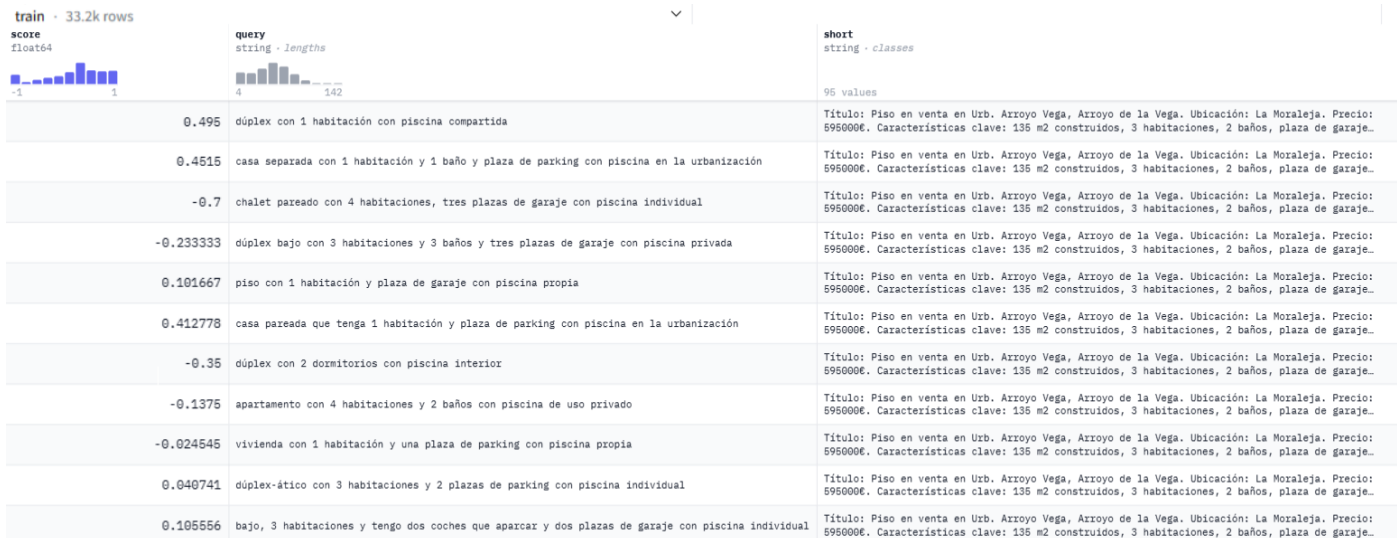 train · 33.2k rows
score
float64
-1 1
query
string · lengths
4 142
short
string · classes
95 values
0.495 dúplex con 1 habitación con piscina compartida Título: Piso en venta en Urb. Arroyo Vega, Arroyo de la Vega. Ubicación: La Moraleja. Precio:
595000€. Características clave: 135 m2 construidos, 3 habitaciones, 2 baños, plaza de garaje…
0.4515 casa separada con 1 habitación y 1 baño y plaza de parking con piscina en la urbanización Título: Piso en venta en Urb. Arroyo Vega, Arroyo de la Vega. Ubicación: La Moraleja. Precio:
595000€. Características clave: 135 m2 construidos, 3 habitaciones, 2 baños, plaza de garaje…
-0.7 chalet pareado con 4 habitaciones, tres plazas de garaje con piscina individual Título: Piso en venta en Urb. Arroyo Vega, Arroyo de la Vega. Ubicación: La Moraleja. Precio:
595000€. Características clave: 135 m2 construidos, 3 habitaciones, 2 baños, plaza de garaje…
-0.233333 dúplex bajo con 3 habitaciones y 3 baños y tres plazas de garaje con piscina privada Título: Piso en venta en Urb. Arroyo Vega, Arroyo de la Vega. Ubicación: La Moraleja. Precio:
595000€. Características clave: 135 m2 construidos, 3 habitaciones, 2 baños, plaza de garaje…
0.101667 piso con 1 habitación y plaza de garaje con piscina propia Título: Piso en venta en Urb. Arroyo Vega, Arroyo de la Vega. Ubicación: La Moraleja. Precio:
595000€. Características clave: 135 m2 construidos, 3 habitaciones, 2 baños, plaza de garaje…
0.412778 casa pareada que tenga 1 habitación y plaza de parking con piscina en la urbanización Título: Piso en venta en Urb. Arroyo Vega, Arroyo de la Vega. Ubicación: La Moraleja. Precio:
595000€. Características clave: 135 m2 construidos, 3 habitaciones, 2 baños, plaza de garaje…
-0.35 dúplex con 2 dormitorios con piscina interior Título: Piso en venta en Urb. Arroyo Vega, Arroyo de la Vega. Ubicación: La Moraleja. Precio:
595000€. Características clave: 135 m2 construidos, 3 habitaciones, 2 baños, plaza de garaje…
-0.1375 apartamento con 4 habitaciones y 2 baños con piscina de uso privado Título: Piso en venta en Urb. Arroyo Vega, Arroyo de la Vega. Ubicación: La Moraleja. Precio:
595000€. Características clave: 135 m2 construidos, 3 habitaciones, 2 baños, plaza de garaje…
-0.024545 vivienda con 1 habitación y una plaza de parking con piscina propia Título: Piso en venta en Urb. Arroyo Vega, Arroyo de la Vega. Ubicación: La Moraleja. Precio:
595000€. Características clave: 135 m2 construidos, 3 habitaciones, 2 baños, plaza de garaje…
0.040741 dúplex-ático con 3 habitaciones y 2 plazas de parking con piscina individual Título: Piso en venta en Urb. Arroyo Vega, Arroyo de la Vega. Ubicación: La Moraleja. Precio:
595000€. Características clave: 135 m2 construidos, 3 habitaciones, 2 baños, plaza de garaje…
0.105556 bajo, 3 habitaciones y tengo dos coches que aparcar y dos plazas de garaje con piscina individual Título: Piso en venta en Urb. Arroyo Vega, Arroyo de la Vega. Ubicación: La Moraleja. Precio:
595000€. Características clave: 135 m2 construidos, 3 habitaciones, 2 baños, plaza de garaje…